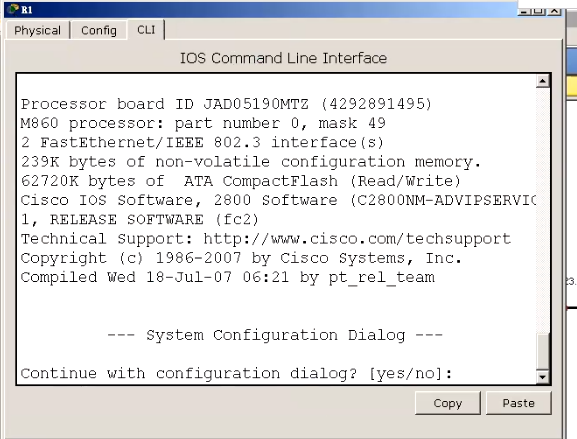 R1
Physical Config CLI
IOS Command Line Interface
Processor board ID JAD05190MTZ (4292891495)
M860 processor: part number 0, mask 49
2 FastEthernet/IEEE 802.3 interface(s)
239K bytes of non-volatile configuration memory.
62720K bytes of  ATA CompactFlash (Read/Write)
Cisco IOS Software, 2800 Software (C2800NM-ADVIPSERVIC
1, RELEASE SOFTWARE (fc2)
Technical Support: http://www.cisco.com/techsupport
Copyright (c) 1986-2007 by Cisco Systems, Inc.
Compiled Wed 18-Jul-07 06:21 by pt_rel_team
--- System Configuration Dialog ---
Continue with configuration dialog? [yes/no]:
Copy Paste